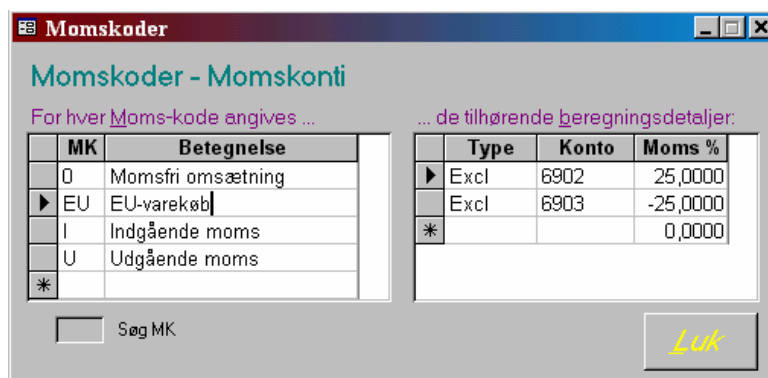 Momskoder
Momskoder - Momskonti
For hver Moms-kode angives ...
MK Betegnelse
0 Momsfri omsætning
EU EU-varekøb
I Indgående moms
U Udgående moms
Søg MK
... de tilhørende beregningsdetaljer:
Type Konto Moms %
Excl 6902 25,0000
Excl 6903 -25,0000
0,0000
Luk